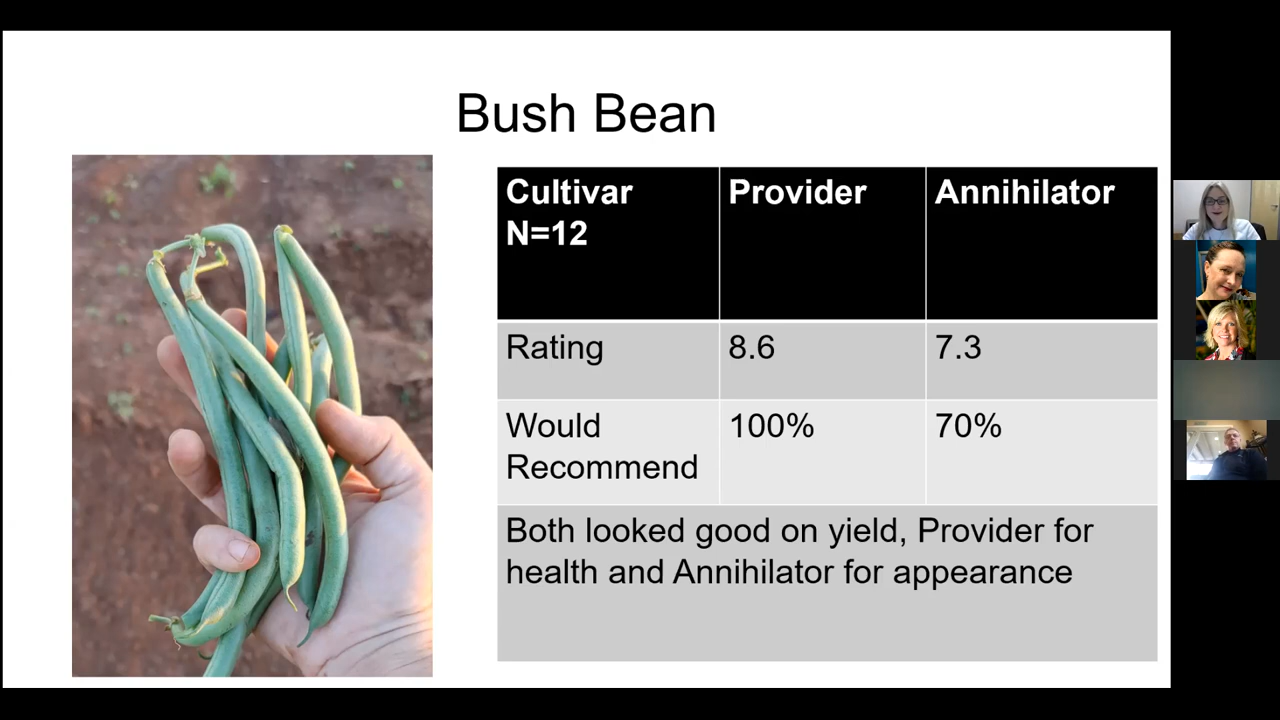 Bush Bean
Cultivar
N=12
Provider
Annihilator
Rating
8.6
7.3
Would
Recommend
100%
70%
Both looked good on yield, Provider for
health and Annihilator for appearance